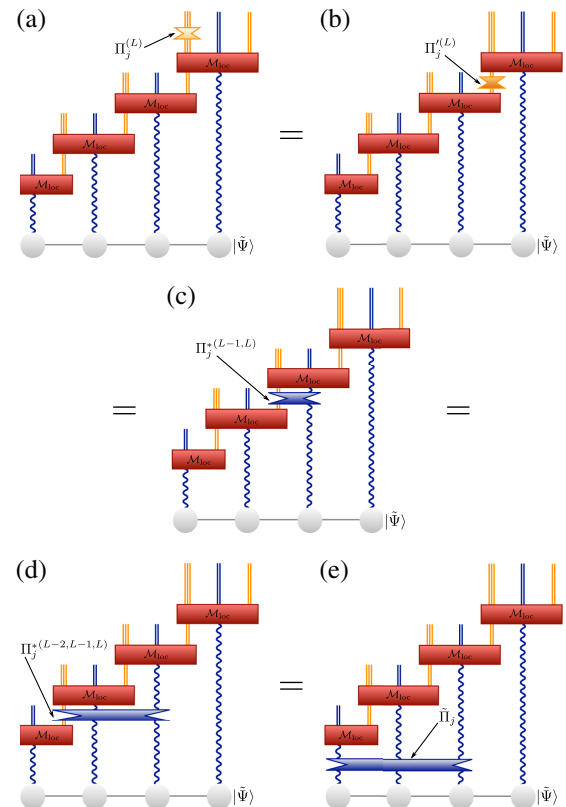 (a)
(b)
Π_j^{(L)}
Π_j^{′(L)}
ℳ_loc
ℳ_loc
ℳ_loc
ℳ_loc
ℳ_loc
ℳ_loc
=
ℳ_loc
ℳ_loc
|Ψ̃⟩
|Ψ̃⟩
(c)
ℳ_loc
Π_j^{*(L-1,L)}
ℳ_loc
=
ℳ_loc
=
ℳ_loc
|Ψ̃⟩
(d)
(e)
ℳ_loc
ℳ_loc
Π_j^{*(L-2,L-1,L)}
ℳ_loc
ℳ_loc
ℳ_loc
=
ℳ_loc
Π̃_j
ℳ_loc
ℳ_loc
|Ψ̃⟩
|Ψ̃⟩